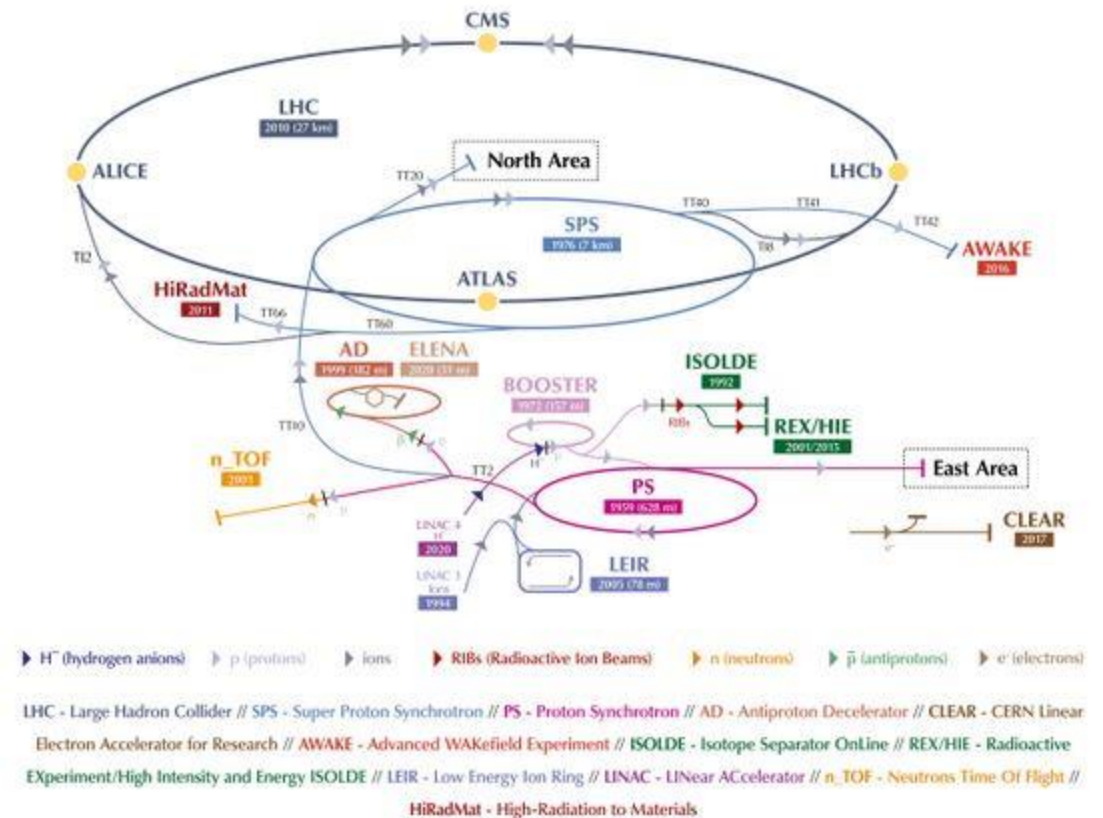 CMS
LHC
2010 (27 km)
North Area
ALICE
LHCb
TT20
TT40
TT41
SPS
1976 (7 km)
TT42
TI8
TI2
AWAKE
2016
ATLAS
HiRadMat
2011
TT66
TT60
AD
ELENA
1999 (182 m)
2020 (31 m)
ISOLDE
1992
BOOSTER
1972 (157 m)
RIBs
REX/HIE
2001/2015
TT10
p
n_TOF
2001
TT2
H⁻
p
East Area
PS
1959 (628 m)
n
p
LINAC 4
H⁻
2020
CLEAR
2017
e⁻
LEIR
2005 (78 m)
LINAC 3
Ions
1994
H⁻ (hydrogen anions) p (protons) ions RIBs (Radioactive Ion Beams) n (neutrons) p̄ (antiprotons) e⁻ (electrons)
LHC - Large Hadron Collider // SPS - Super Proton Synchrotron // PS - Proton Synchrotron // AD - Antiproton Decelerator // CLEAR - CERN Linear
Electron Accelerator for Research // AWAKE - Advanced WAKefield Experiment // ISOLDE - Isotope Separator OnLine // REX/HIE - Radioactive
EXperiment/High Intensity and Energy ISOLDE // LEIR - Low Energy Ion Ring // LINAC - LINear ACcelerator // n_TOF - Neutrons Time Of Flight //
HiRadMat - High-Radiation to Materials